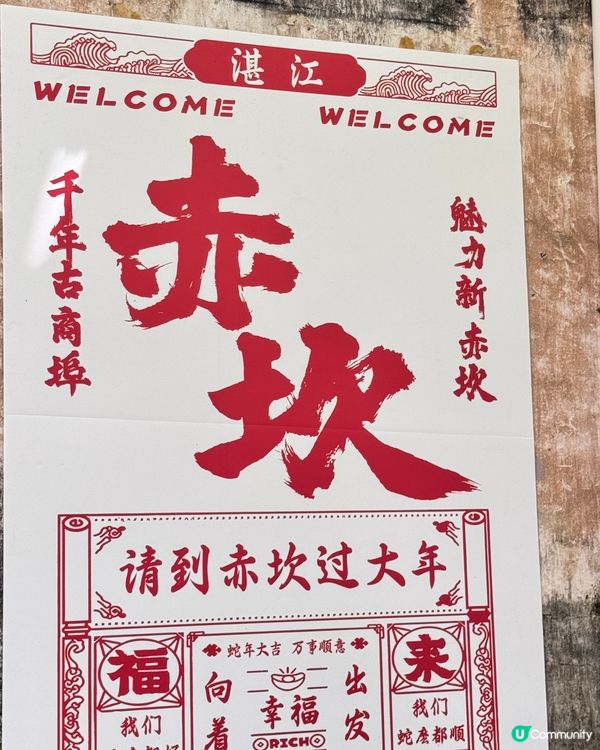 湛江
WELCOME
WELCOME
赤坎
千年古商埠
魅力新赤坎
请到赤坎过大年
福
蛇年大吉 万事顺意
来
向着
幸福
出发
RICH
我们
我们
蛇麽都顺
U Community